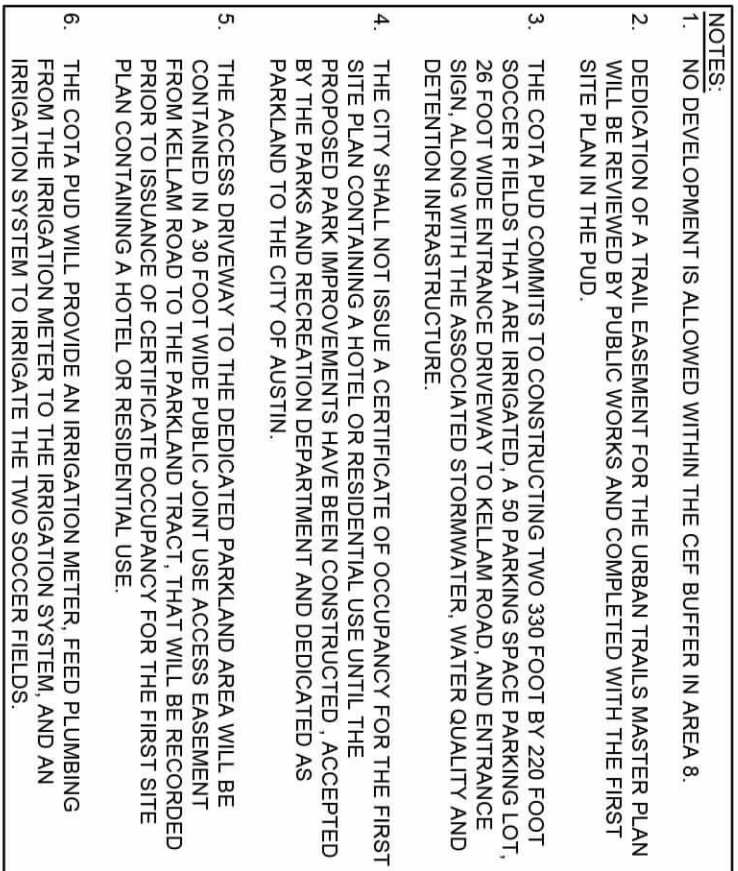 NOTES:
1. NO DEVELOPMENT IS ALLOWED WITHIN THE CEF BUFFER IN AREA 8.
2. DEDICATION OF A TRAIL EASEMENT FOR THE URBAN TRAILS MASTER PLAN
WILL BE REVIEWED BY PUBLIC WORKS AND COMPLETED WITH THE FIRST
SITE PLAN IN THE PUD.
3. THE COTA PUD COMMITS TO CONSTRUCTING TWO 330 FOOT BY 220 FOOT
SOCCER FIELDS THAT ARE IRRIGATED, A 50 PARKING SPACE PARKING LOT,
26 FOOT WIDE ENTRANCE DRIVEWAY TO KELLAM ROAD, AND ENTRANCE
SIGN, ALONG WITH THE ASSOCIATED STORMWATER, WATER QUALITY AND
DETENTION INFRASTRUCTURE.
4. THE CITY SHALL NOT ISSUE A CERTIFICATE OF OCCUPANCY FOR THE FIRST
SITE PLAN CONTAINING A HOTEL OR RESIDENTIAL USE UNTIL THE
PROPOSED PARK IMPROVEMENTS HAVE BEEN CONSTRUCTED , ACCEPTED
BY THE PARKS AND RECREATION DEPARTMENT AND DEDICATED AS
PARKLAND TO THE CITY OF AUSTIN.
5. THE ACCESS DRIVEWAY TO THE DEDICATED PARKLAND AREA WILL BE
CONTAINED IN A 30 FOOT WIDE PUBLIC JOINT USE ACCESS EASEMENT
FROM KELLAM ROAD TO THE PARKLAND TRACT, THAT WILL BE RECORDED
PRIOR TO ISSUANCE OF CERTIFICATE OCCUPANCY FOR THE FIRST SITE
PLAN CONTAINING A HOTEL OR RESIDENTIAL USE.
6. THE COTA PUD WILL PROVIDE AN IRRIGATION METER, FEED PLUMBING
FROM THE IRRIGATION METER TO THE IRRIGATION SYSTEM, AND AN
IRRIGATION SYSTEM TO IRRIGATE THE TWO SOCCER FIELDS.